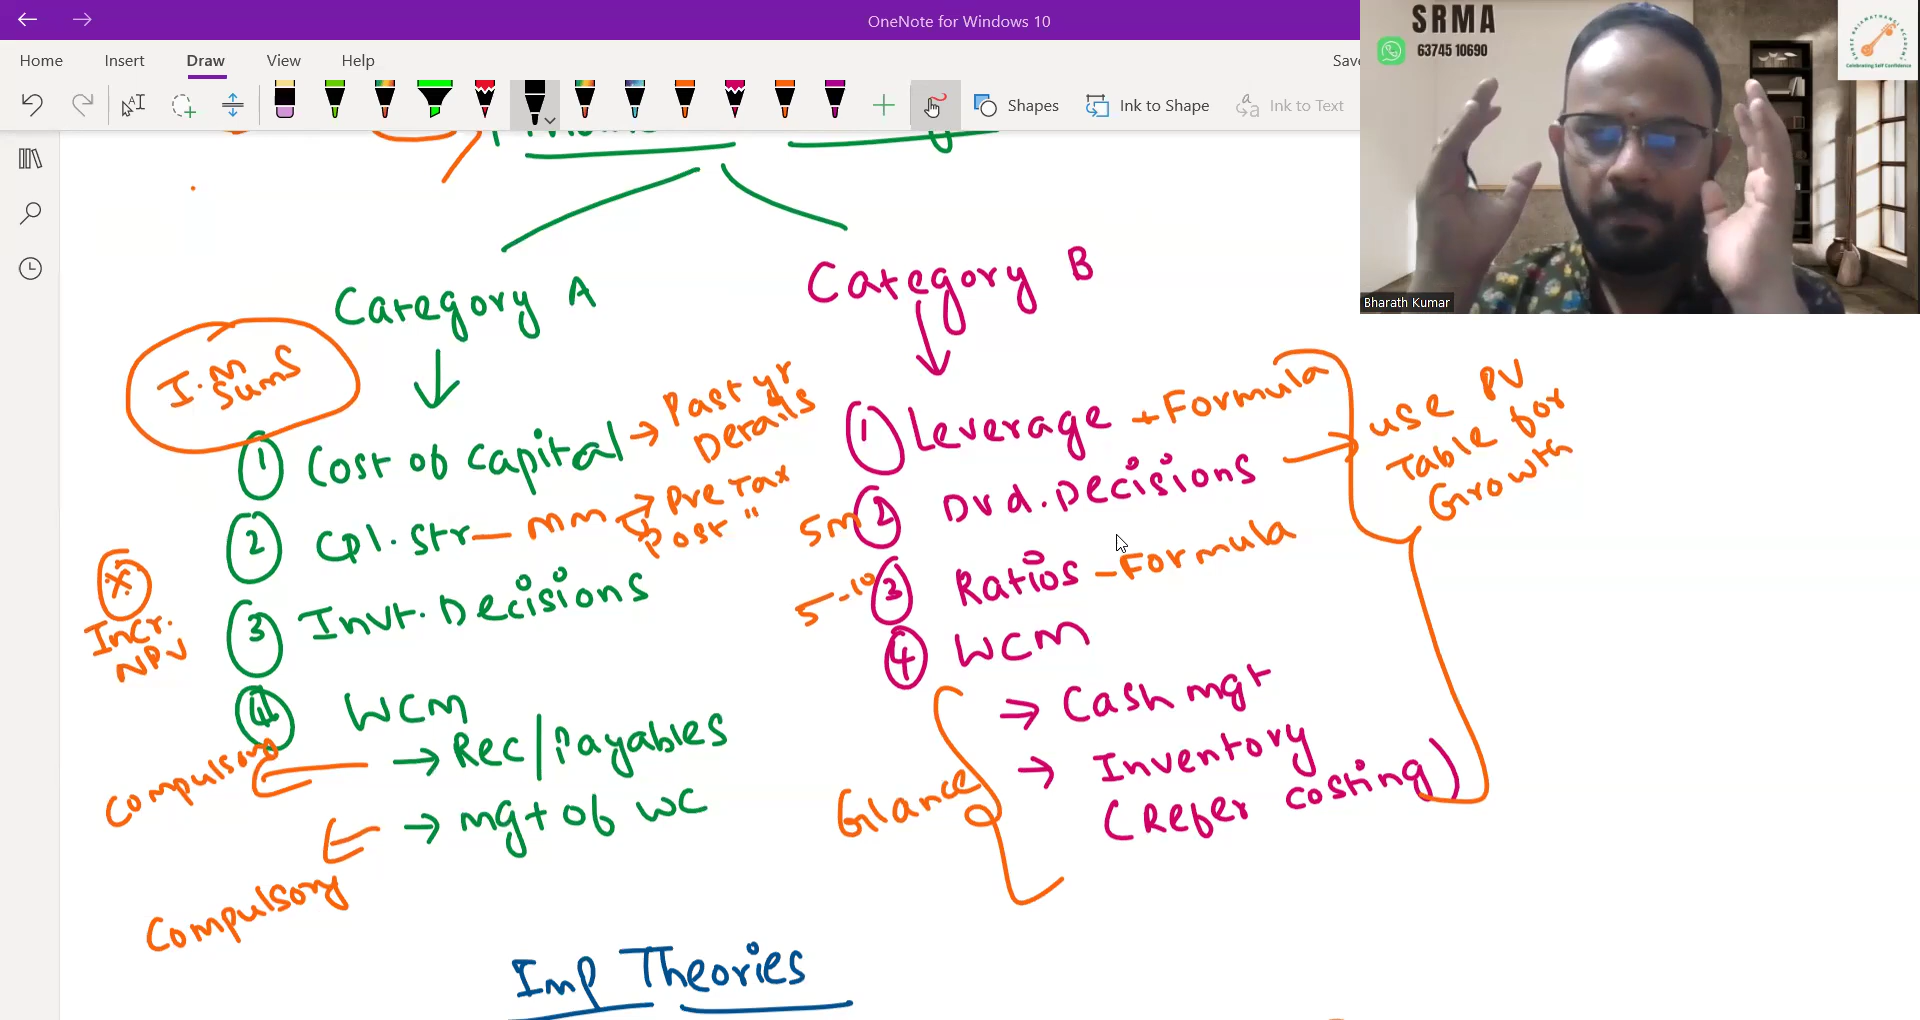 OneNote for Windows 10
Home Insert Draw View Help
Shapes Ink to Shape Ink to Text
SRMA
63745 10690
Celebrating Self Confidence
Bharath Kumar
Category A
I.M
Sums
1 Cost of Capital → Past yr
Details
2 Cpl. Str — MM → Pre Tax
Post "
3 Invt. Decisions
Incr.
NPV
4 WCM
→ Rec/Payables
Compulsory
→ mgt of WC
Compulsory
Category B
1 Leverage → Formula
5m 2 Dvd. Decisions →
use PV
Table for
Growth
5-10 3 Ratios - Formula
4 WCM
→ Cash mgt
→ Inventory
(Refer Costing)
Glance
Imp Theories